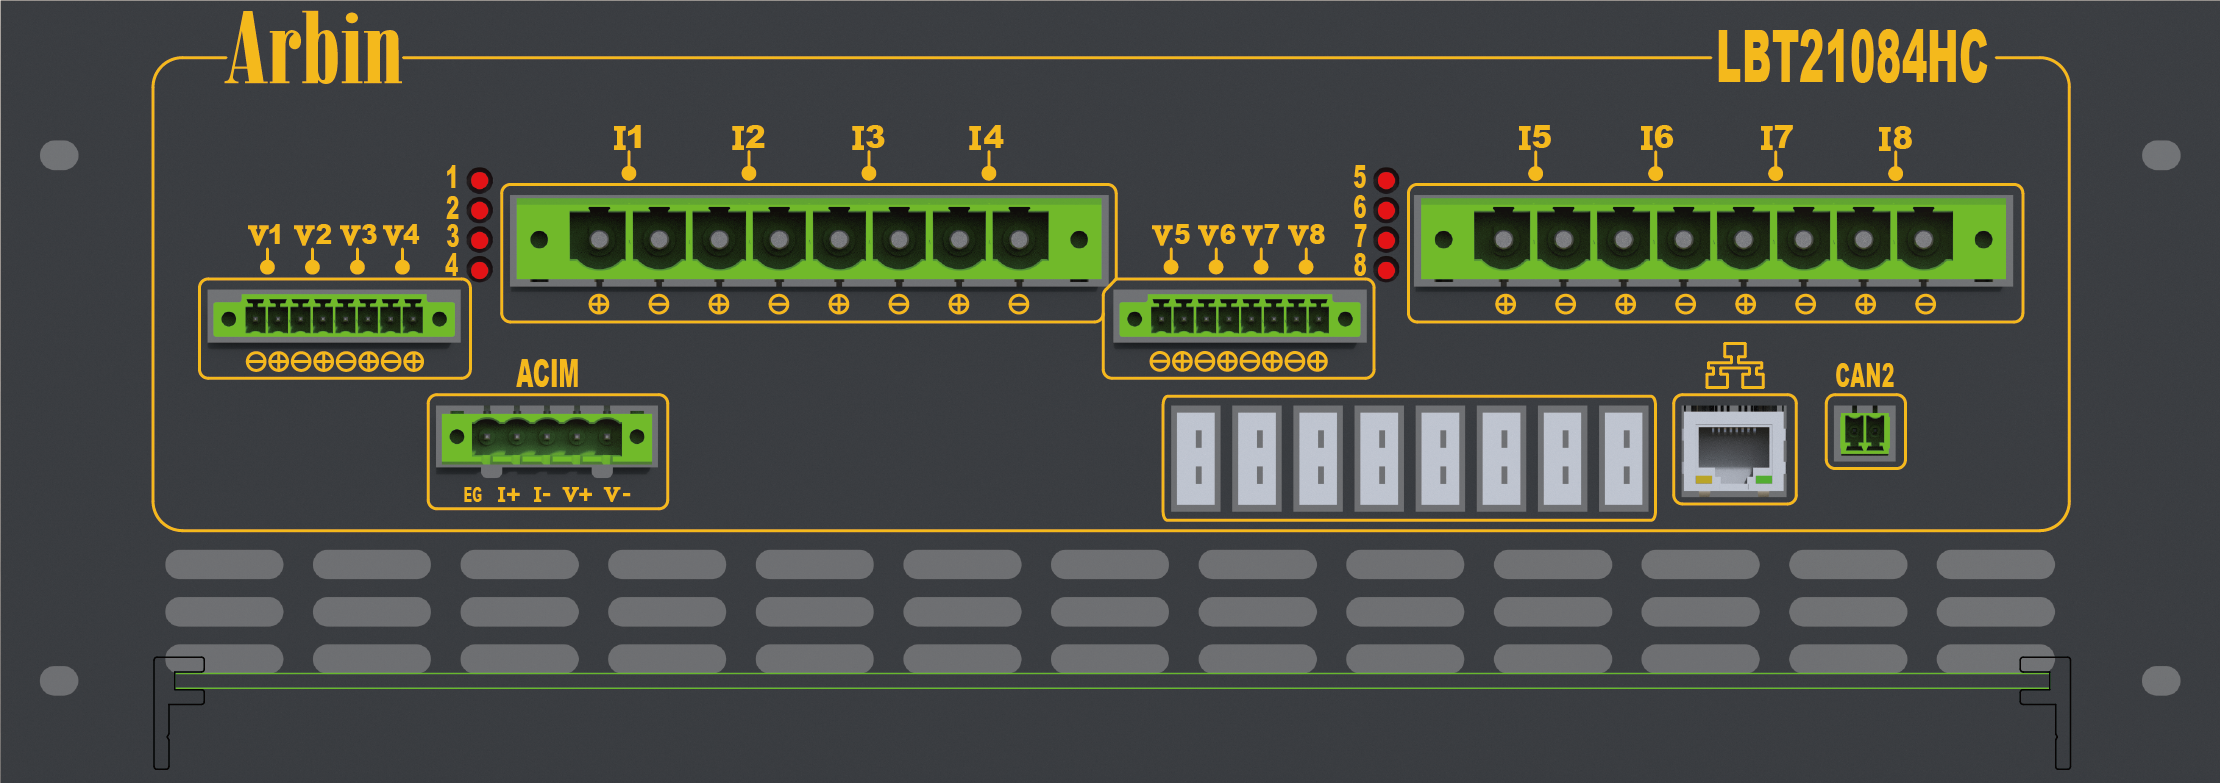 Arbin
LBT21084HC
I1 I2 I3 I4
I5 I6 I7 I8
1
2
3
4
V1 V2 V3 V4
5
6
7
8
V5 V6 V7 V8
⊕ ⊖ ⊕ ⊖ ⊕ ⊖ ⊕ ⊖
⊕ ⊖ ⊕ ⊖ ⊕ ⊖ ⊕ ⊖
⊖⊕⊖⊕⊖⊕⊖⊕
⊖⊕⊖⊕⊖⊕⊖⊕
ACIM
EG I+ I- V+ V-
CAN2